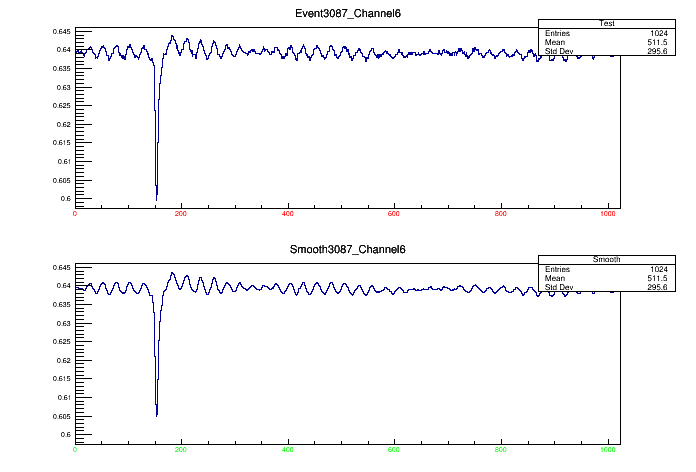 Event3087_Channel6
Test
Entries 1024
Mean 511.5
Std Dev 295.6
0.645
0.64
0.635
0.63
0.625
0.62
0.615
0.61
0.605
0.6
0 200 400 600 800 1000
Smooth3087_Channel6
Smooth
Entries 1024
Mean 511.5
Std Dev 295.6
0.645
0.64
0.635
0.63
0.625
0.62
0.615
0.61
0.605
0.6
0 200 400 600 800 1000